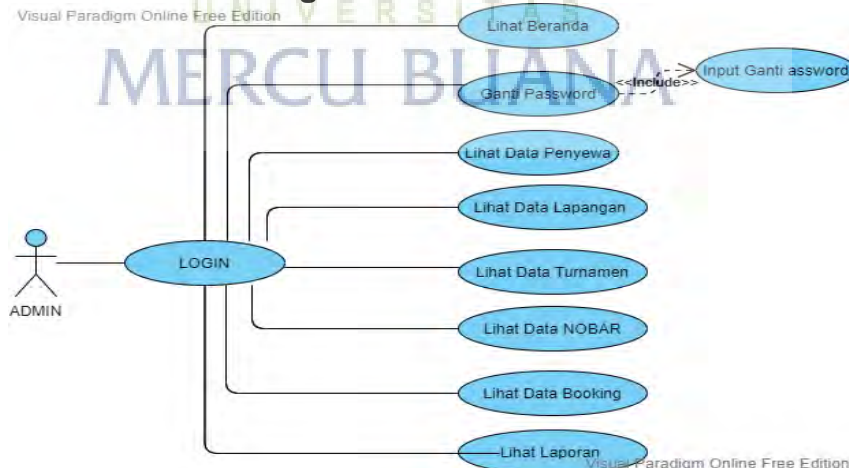 Visual Paradigm Online Free Edition
UNIVERSITAS
MERCU BUANA
Lihat Beranda
Ganti Password
<<Include>>
Input Ganti assword
Lihat Data Penyewa
Lihat Data Lapangan
LOGIN
Lihat Data Turnamen
ADMIN
Lihat Data NOBAR
Lihat Data Booking
Lihat Laporan
Visual Paradigm Online Free Edition